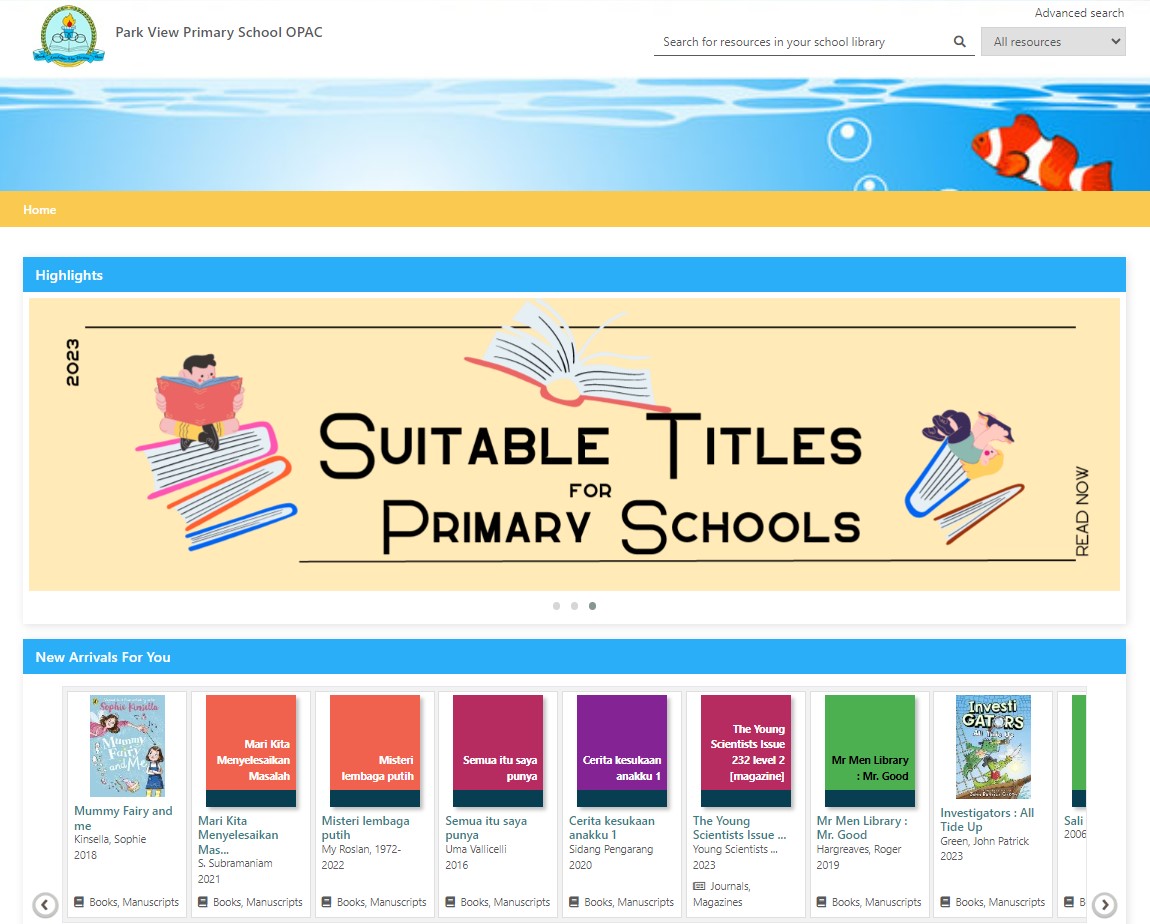 Park View Primary School OPAC
Advanced search
Search for resources in your school library
All resources
Home
Highlights
2023
SUITABLE TITLES
FOR
PRIMARY SCHOOLS
READ NOW
New Arrivals For You
Sophie Kinsella
Mummy
Fairy
and Me
Mummy Fairy and
me
Kinsella, Sophie
2018
Books, Manuscripts
Mari Kita
Menyelesaikan
Masalah
Mari Kita
Menyelesaikan
Mas...
S. Subramaniam
2021
Books, Manuscripts
Misteri
lembaga putih
Misteri lembaga
putih
My Roslan, 1972-
2022
Books, Manuscripts
Semua itu saya
punya
Semua itu saya
punya
Uma Vallicelli
2016
Books, Manuscripts
Cerita kesukaan
anakku 1
Cerita kesukaan
anakku 1
Sidang Pengarang
2020
Books, Manuscripts
The Young
Scientists Issue
232 level 2
[magazine]
The Young
Scientists Issue ...
Young Scientists ...
2023
Journals,
Magazines
Mr Men Library
: Mr. Good
Mr Men Library :
Mr. Good
Hargreaves, Roger
2019
Books, Manuscripts
Investi
GATORS
Investigators : All
Tide Up
Green, John Patrick
2023
Books, Manuscripts
Sali
2006
B